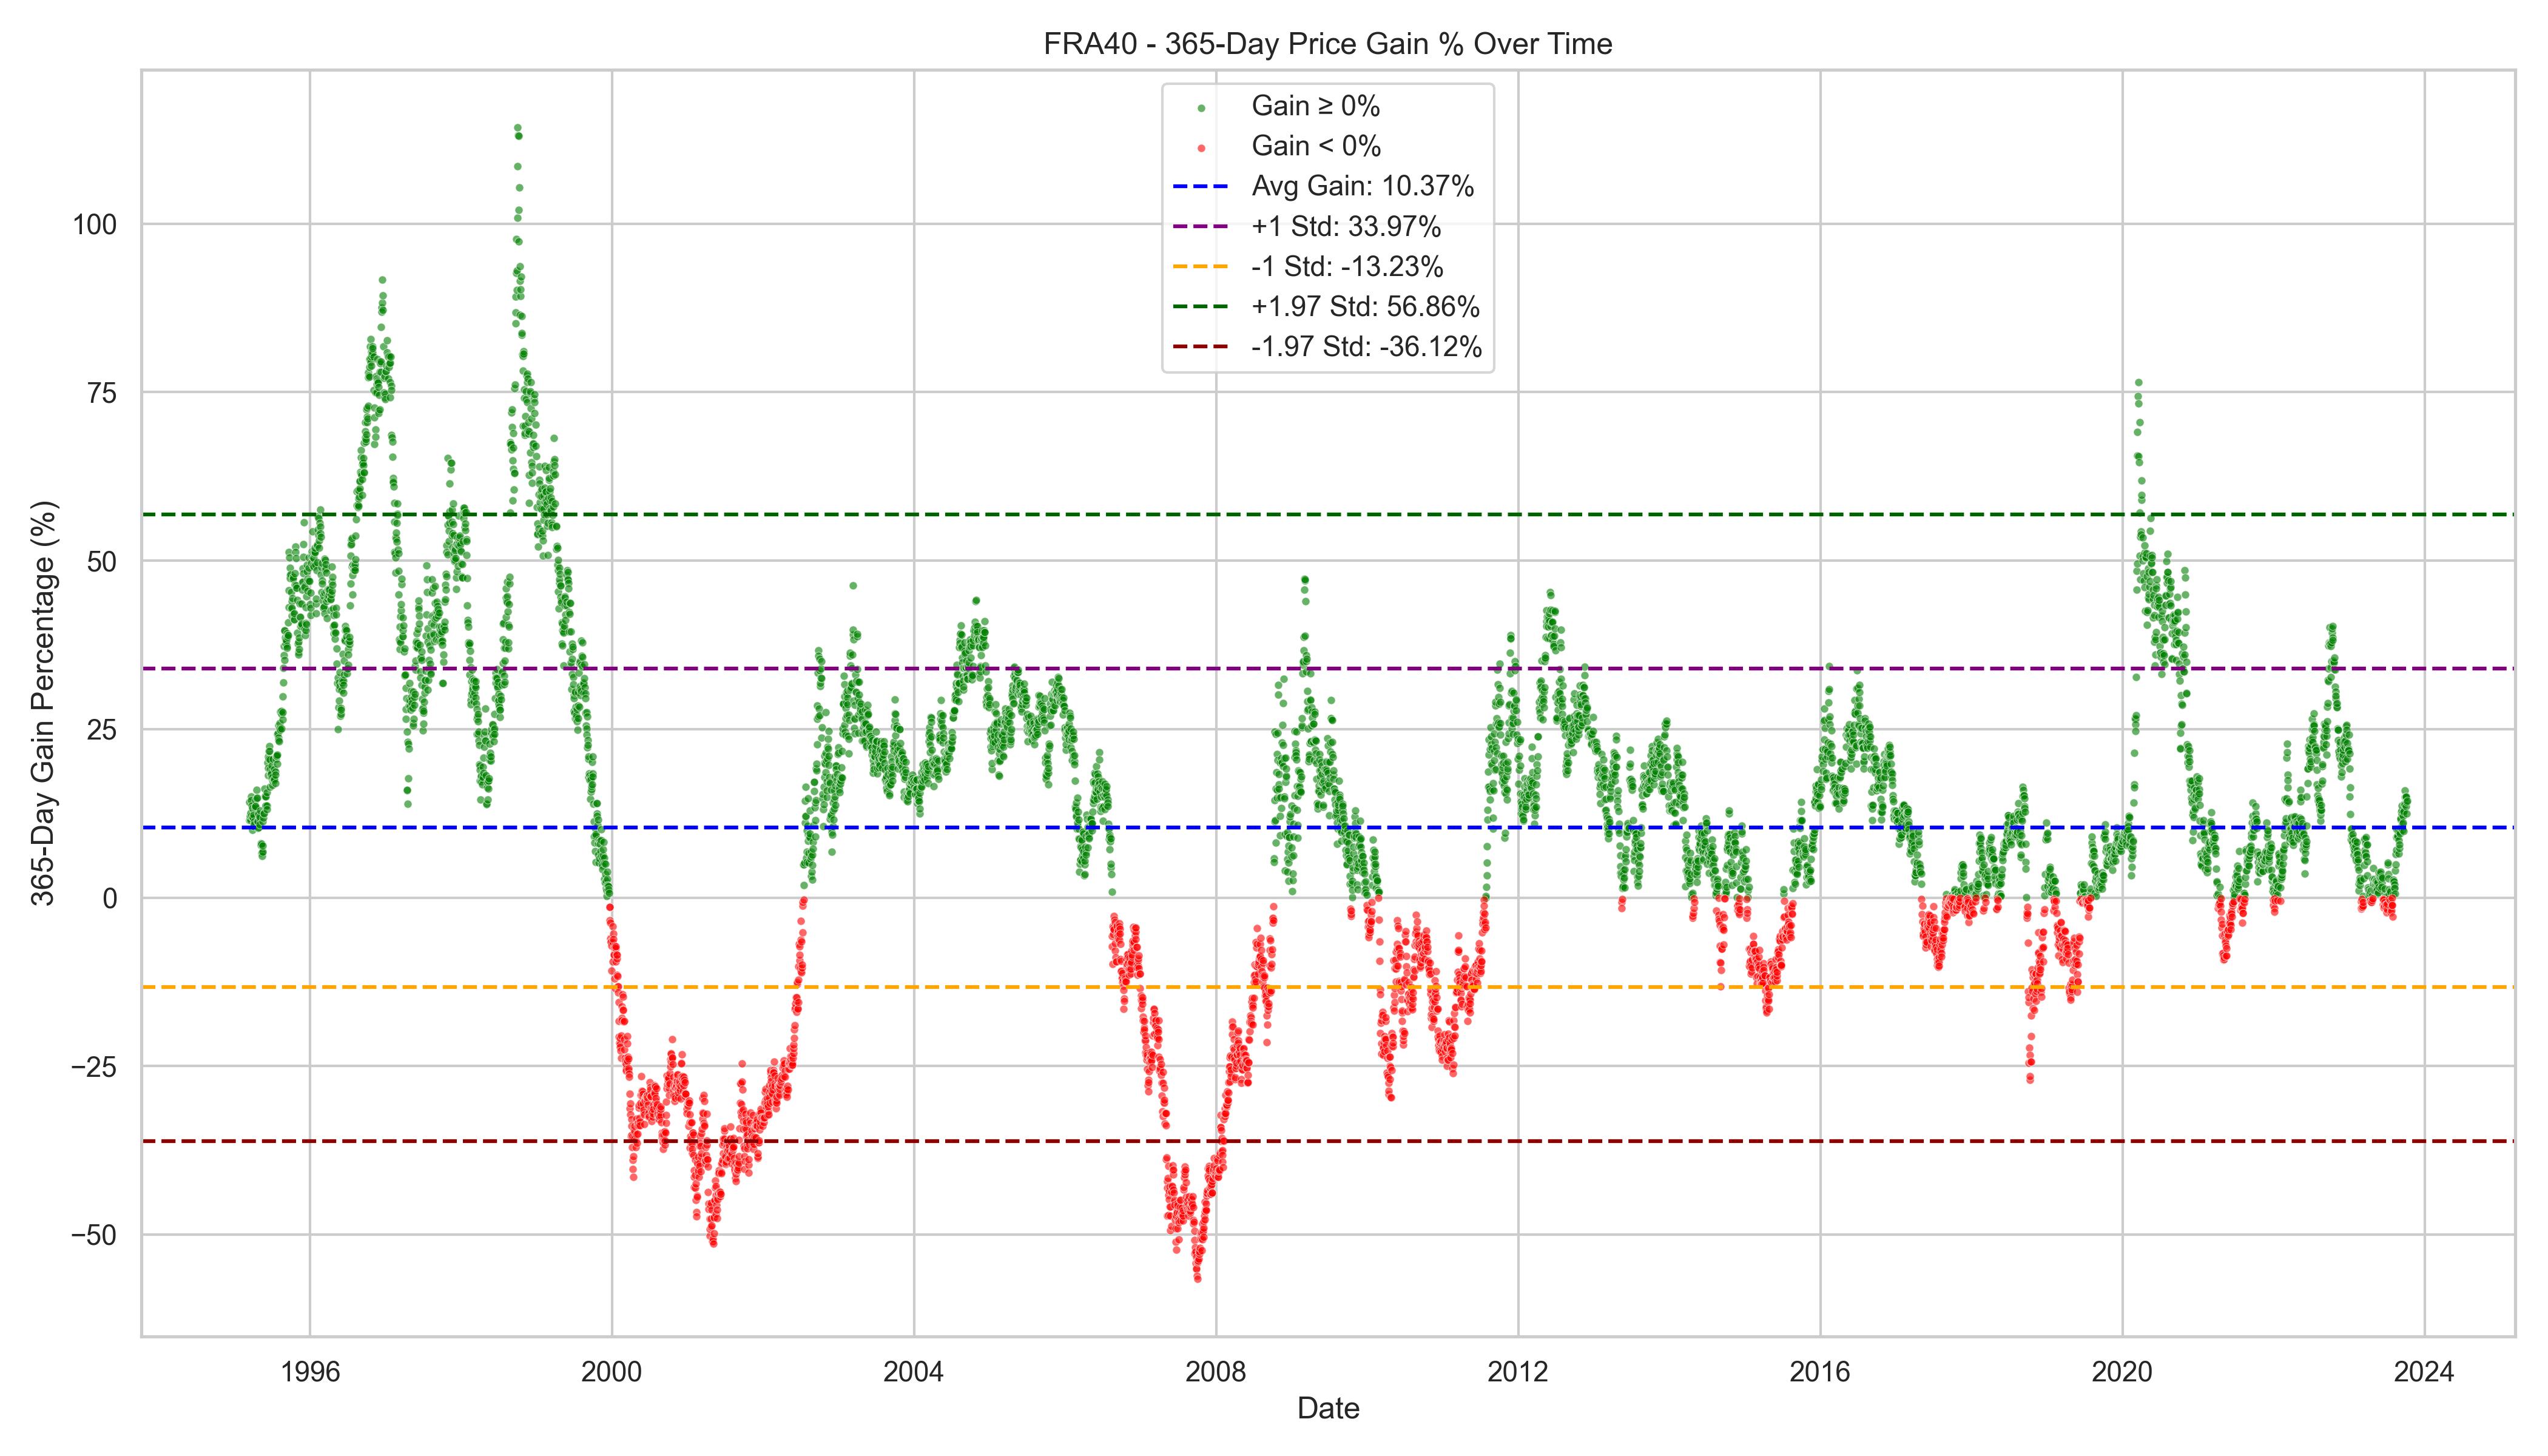 FRA40 - 365-Day Price Gain % Over Time
Gain ≥ 0%
Gain < 0%
Avg Gain: 10.37%
+1 Std: 33.97%
-1 Std: -13.23%
+1.97 Std: 56.86%
-1.97 Std: -36.12%
365-Day Gain Percentage (%)
100
75
50
25
0
−25
−50
1996
2000
2004
2008
2012
2016
2020
2024
Date